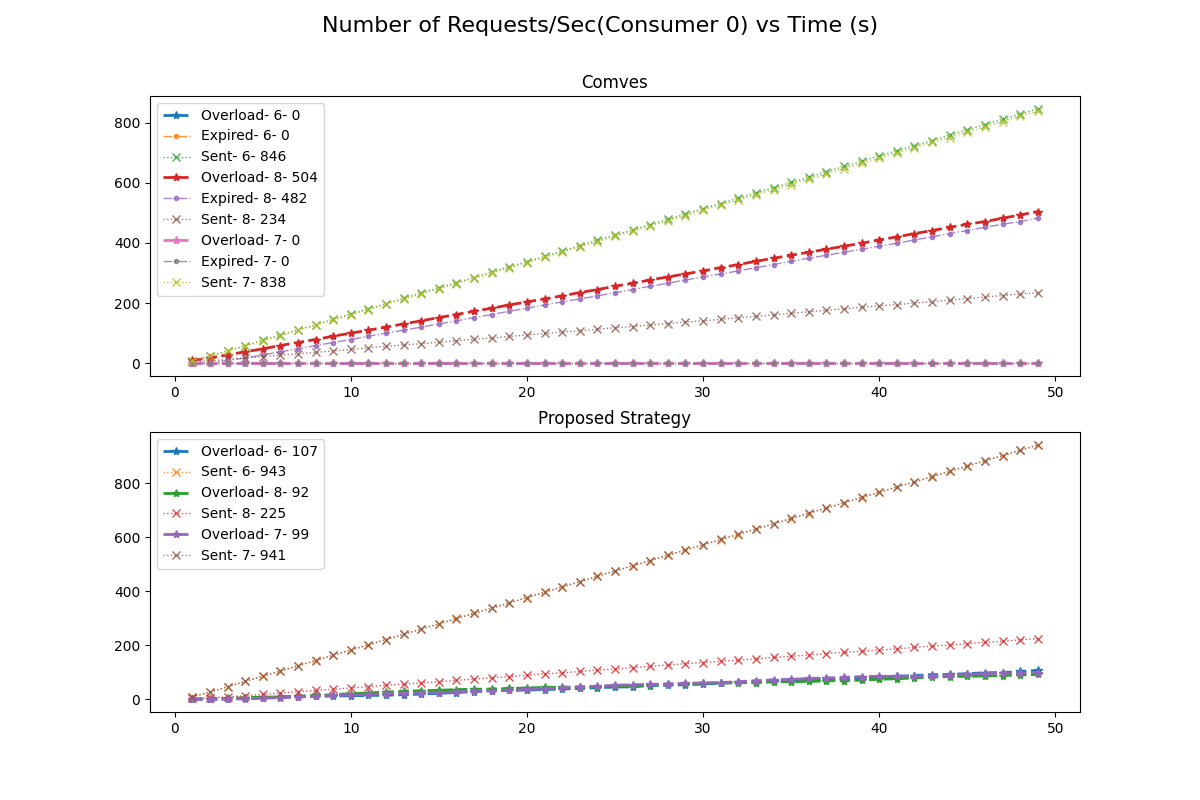 Number of Requests/Sec(Consumer 0) vs Time (s)
Comves
800
600
400
200
0
Overload- 6- 0
Expired- 6- 0
Sent- 6- 846
Overload- 8- 504
Expired- 8- 482
Sent- 8- 234
Overload- 7- 0
Expired- 7- 0
Sent- 7- 838
0 10 20 30 40 50
Proposed Strategy
800
600
400
200
0
Overload- 6- 107
Sent- 6- 943
Overload- 8- 92
Sent- 8- 225
Overload- 7- 99
Sent- 7- 941
0 10 20 30 40 50